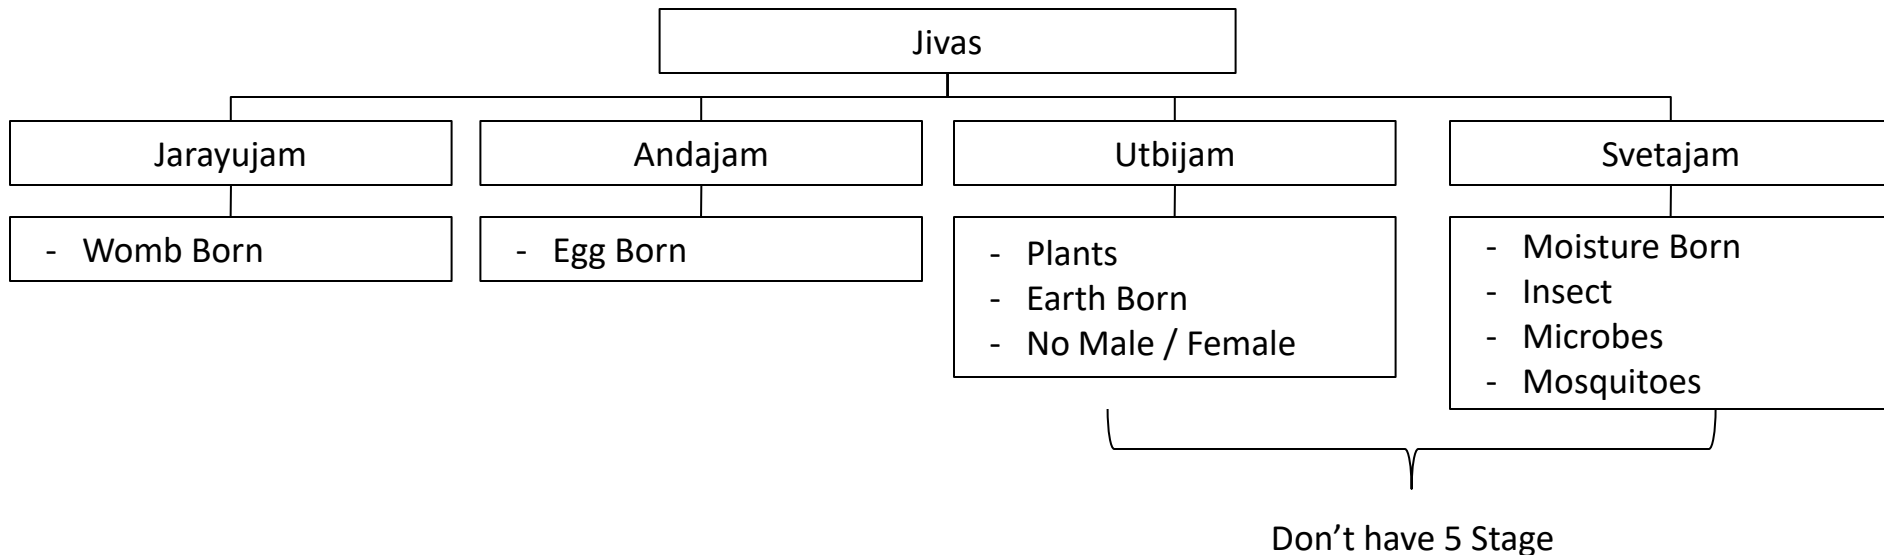 Jivas
Jarayujam
Andajam
Utbijam
Svetajam
- Womb Born
- Egg Born
- Plants
- Earth Born
- No Male / Female
- Moisture Born
- Insect
- Microbes
- Mosquitoes
Don’t have 5 Stage